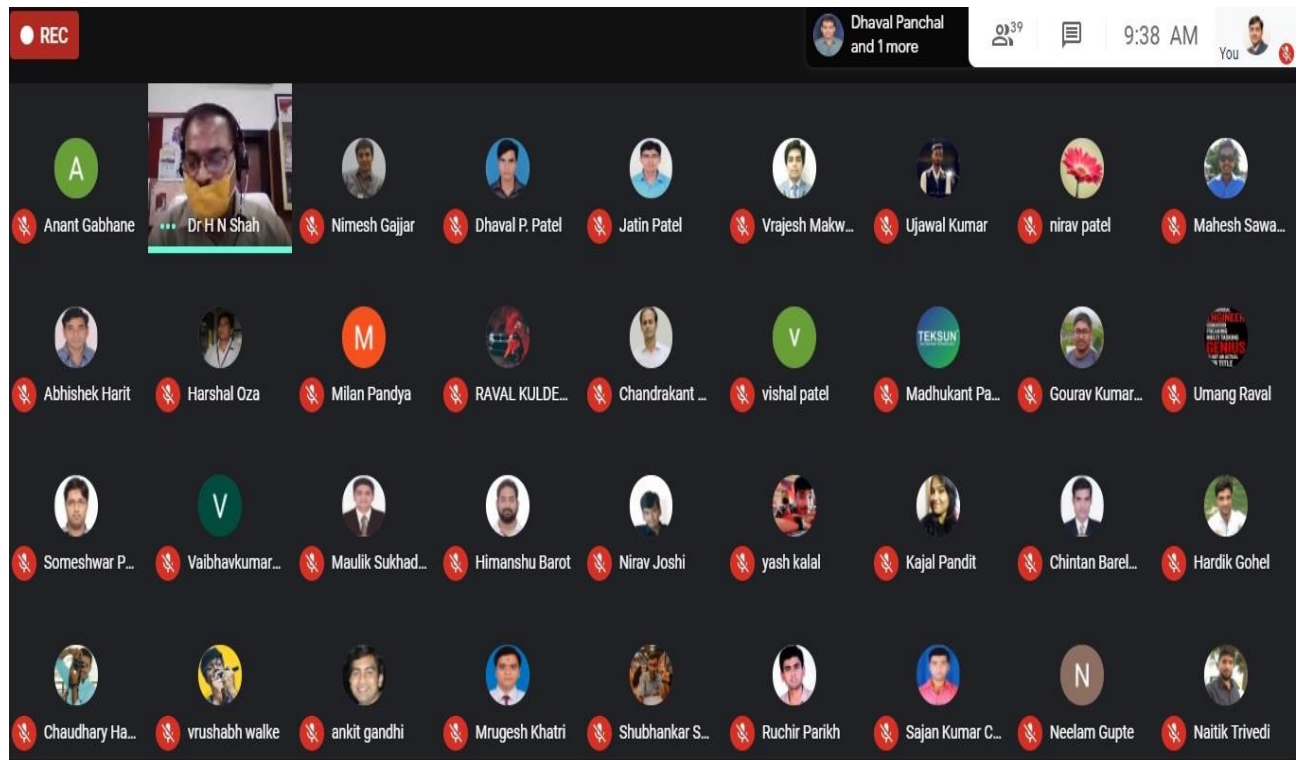 REC
Dhaval Panchal
and 1 more
39
9:38 AM
You
A
Anant Gabhane
Dr H N Shah
Nimesh Gajjar
Dhaval P. Patel
Jatin Patel
Vrajesh Makw...
Ujawal Kumar
nirav patel
Mahesh Sawa...
Abhishek Harit
Harshal Oza
M
Milan Pandya
RAVAL KULDE...
Chandrakant ...
V
vishal patel
TEKSUN
Madhukant Pa...
Gourav Kumar...
ENGINEER
GENIUS
Umang Raval
Someshwar P...
V
Vaibhavkumar...
Maulik Sukhad...
Himanshu Barot
Nirav Joshi
yash kalal
Kajal Pandit
Chintan Barel...
Hardik Gohel
Chaudhary Ha...
vrushabh walke
ankit gandhi
Mrugesh Khatri
Shubhankar S...
Ruchir Parikh
Sajan Kumar C...
N
Neelam Gupte
Naitik Trivedi